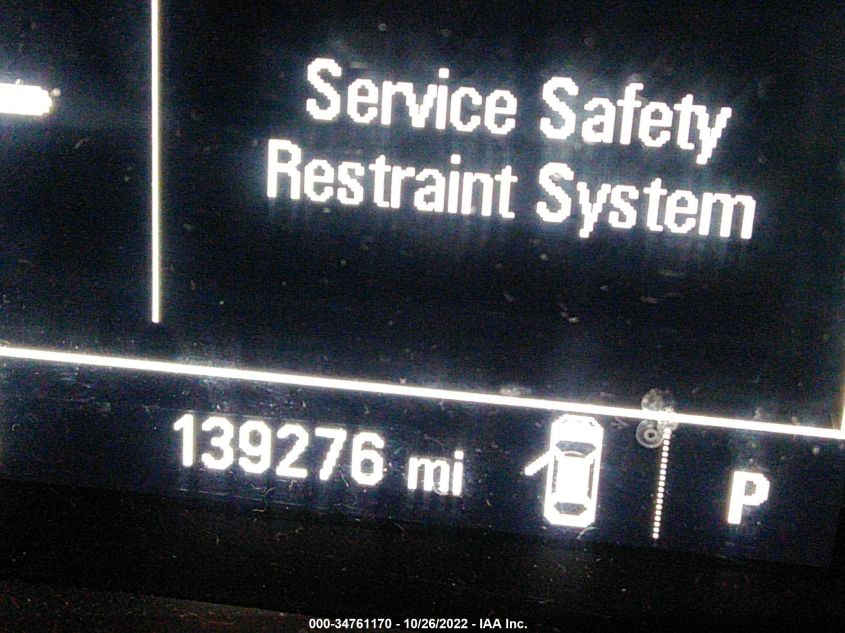 Service Safety
Restraint System
139276 mi
P
000-34761170 - 10/26/2022 - IAA Inc.